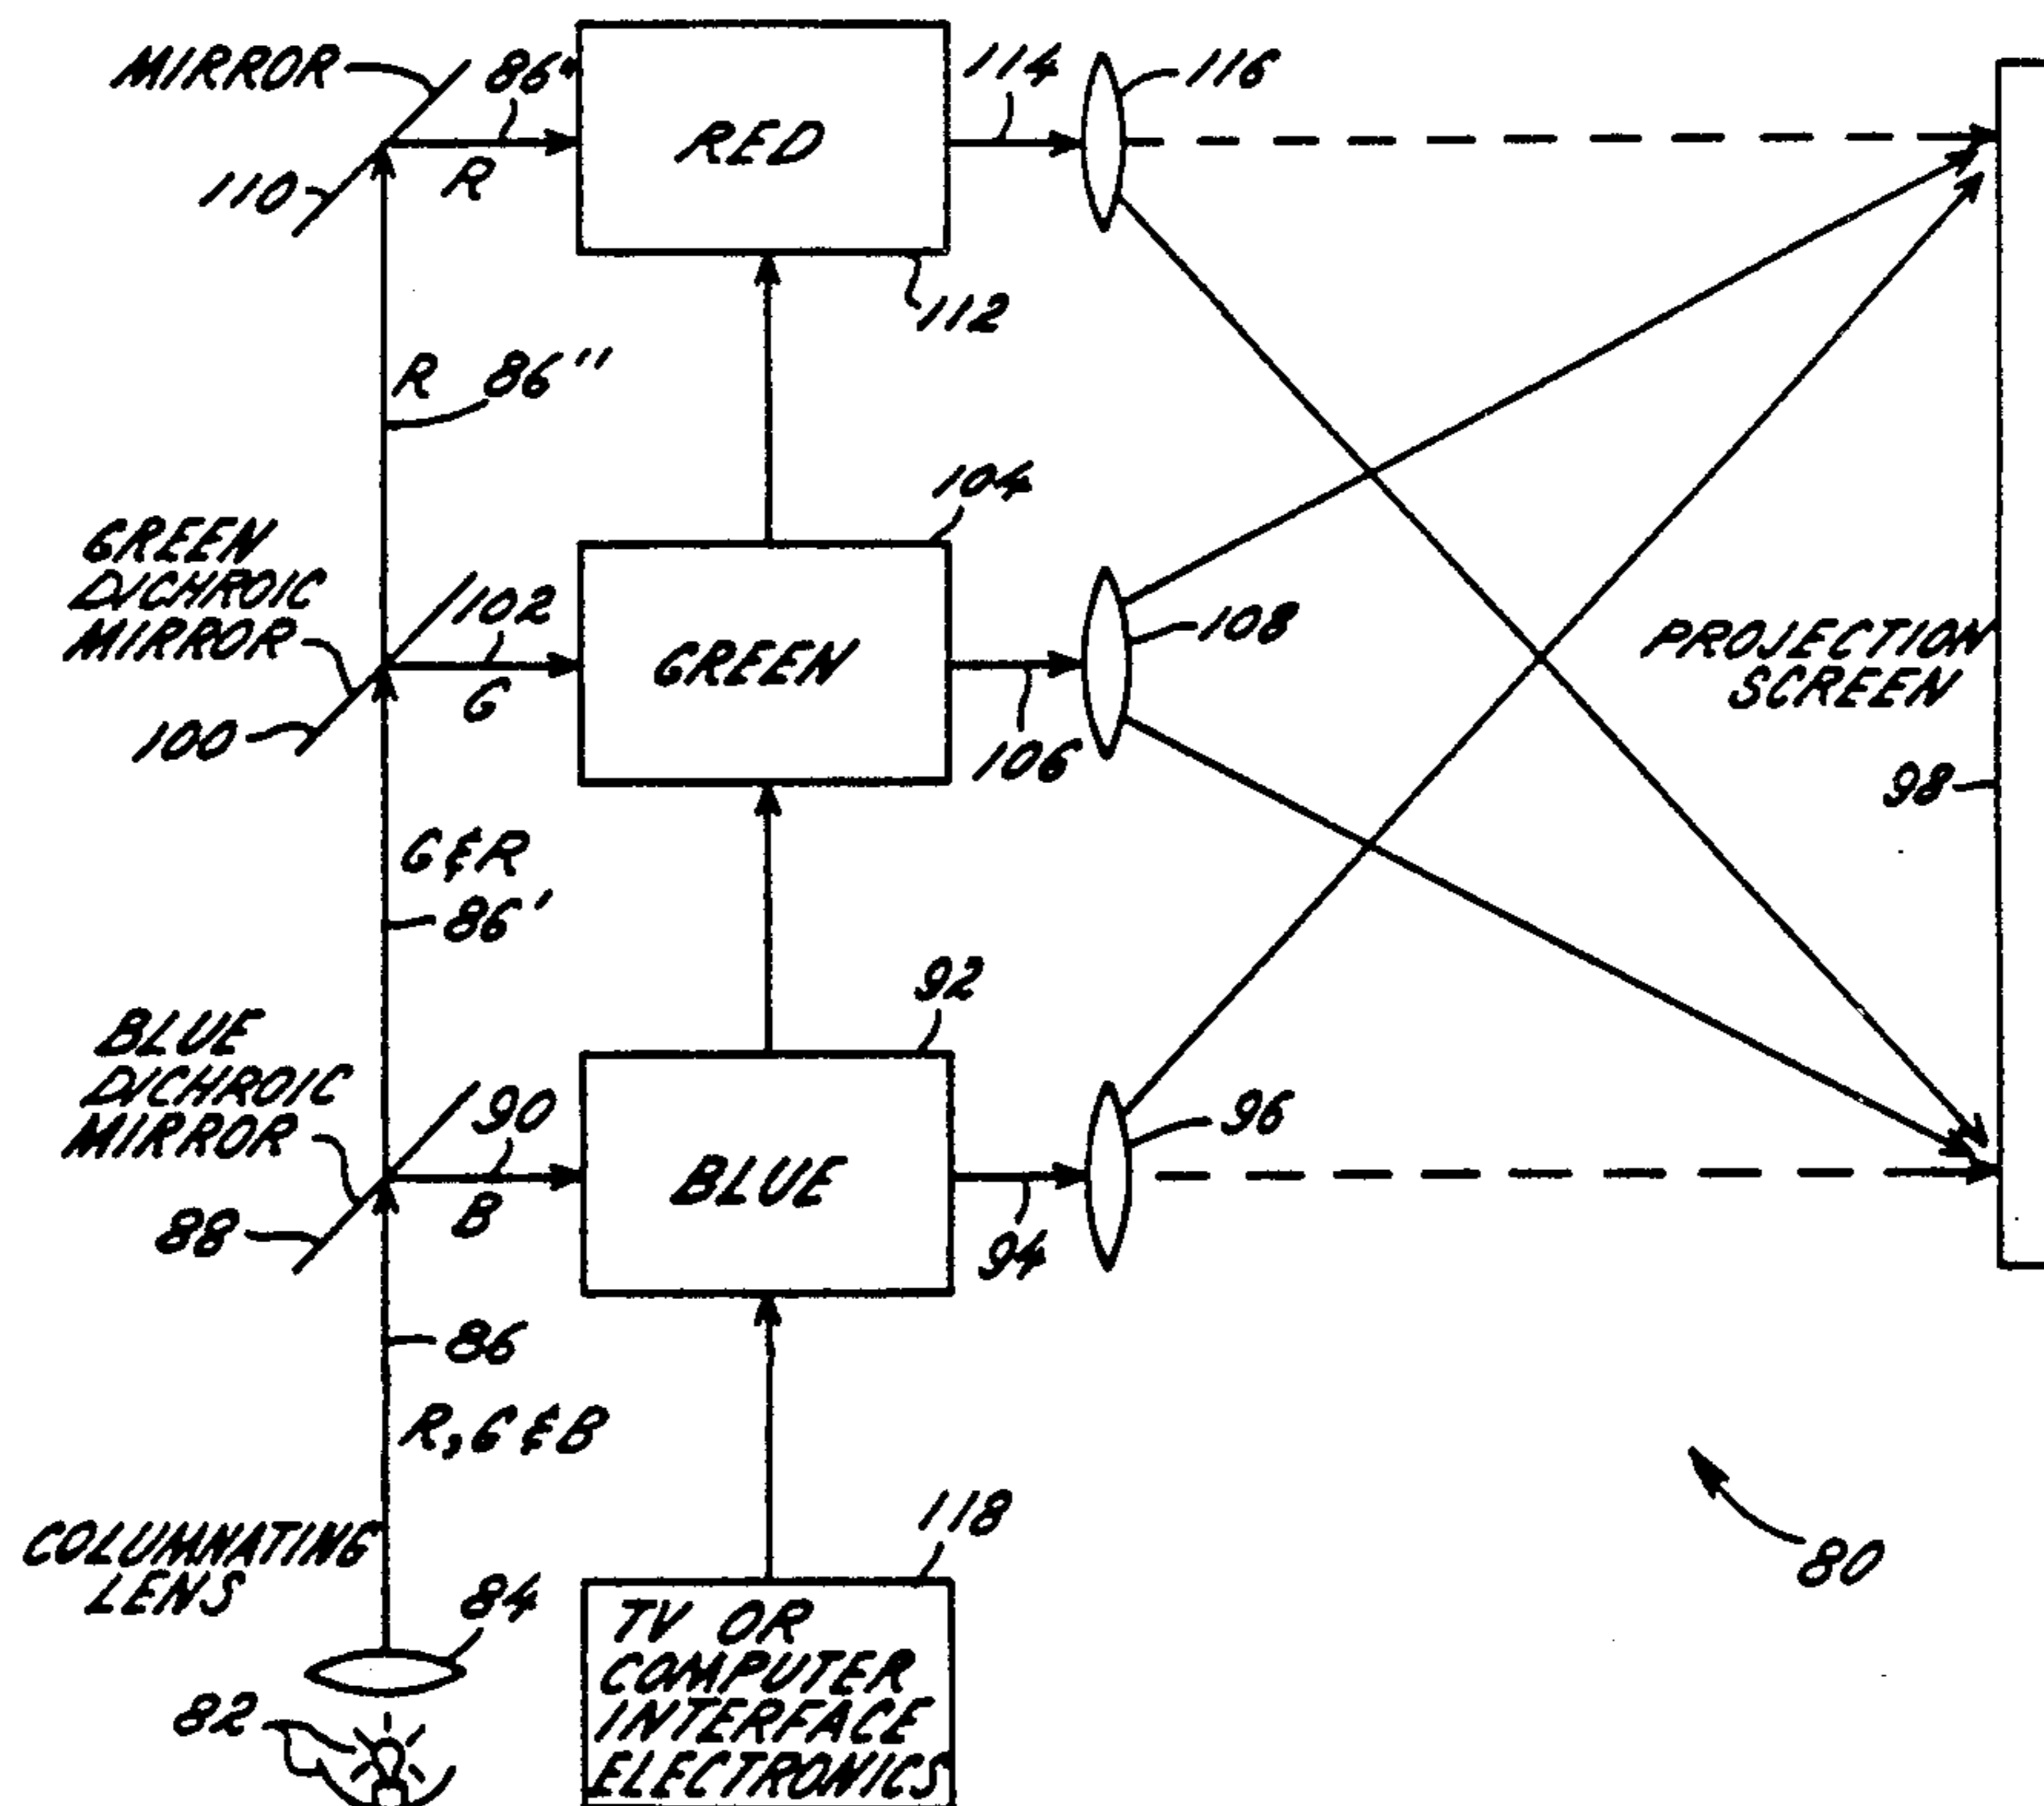 MIRROR
86"
114
116
RED
110
R
112
R 86"
104
GREEN
DICHROIC
MIRROR
102
GREEN
108
PROJECTION
SCREEN
G
100
106
98
G&R
86'
92
BLUE
DICHROIC
MIRROR
90
96
BLUE
B
88
94
86
R,G&B
118
COLUMNATING
LENS
80
84
TV OR
COMPUTER
INTERFACE
ELECTRONICS
82